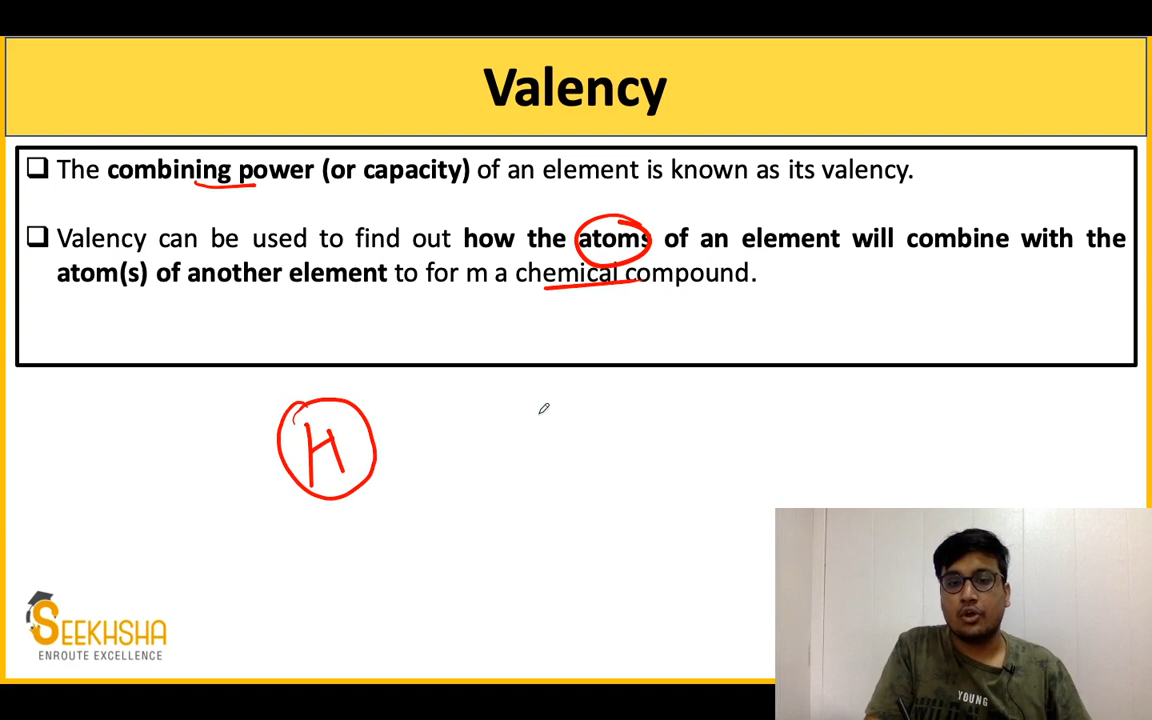 Valency
❑ The combining power (or capacity) of an element is known as its valency.
❑ Valency can be used to find out how the atoms of an element will combine with the
atom(s) of another element to for m a chemical compound.
H
SEEKHSHA
ENROUTE EXCELLENCE
YOUNG